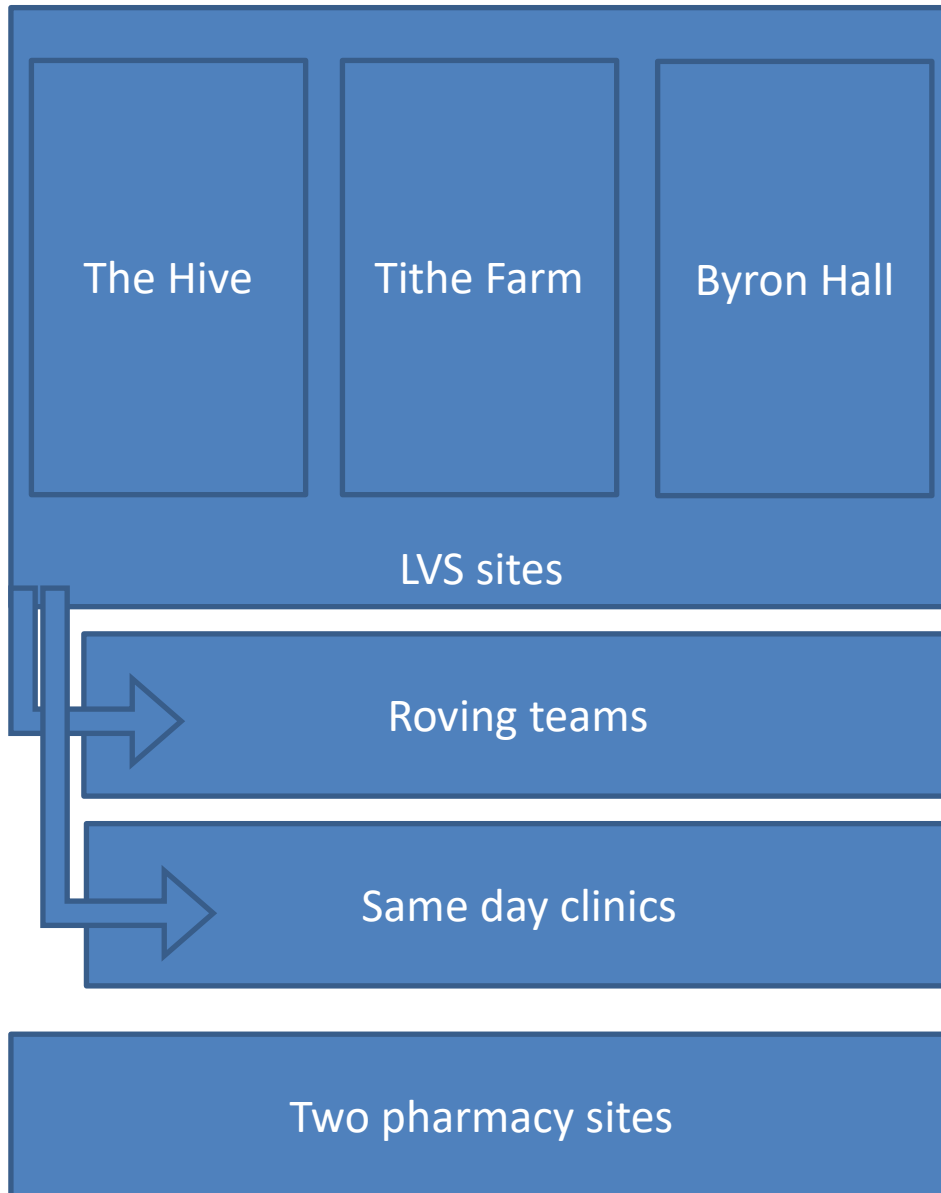 The Hive
Tithe Farm
Byron Hall
LVS sites
Roving teams
Same day clinics
Two pharmacy sites